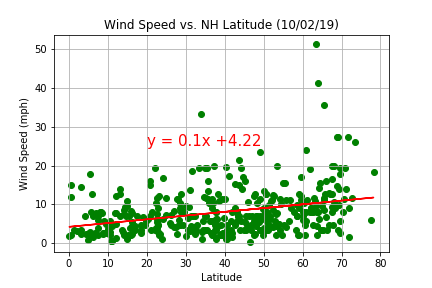 Wind Speed vs. NH Latitude (10/02/19)
50
40
30
20
10
0
Wind Speed (mph)
y = 0.1x +4.22
0 10 20 30 40 50 60 70 80
Latitude